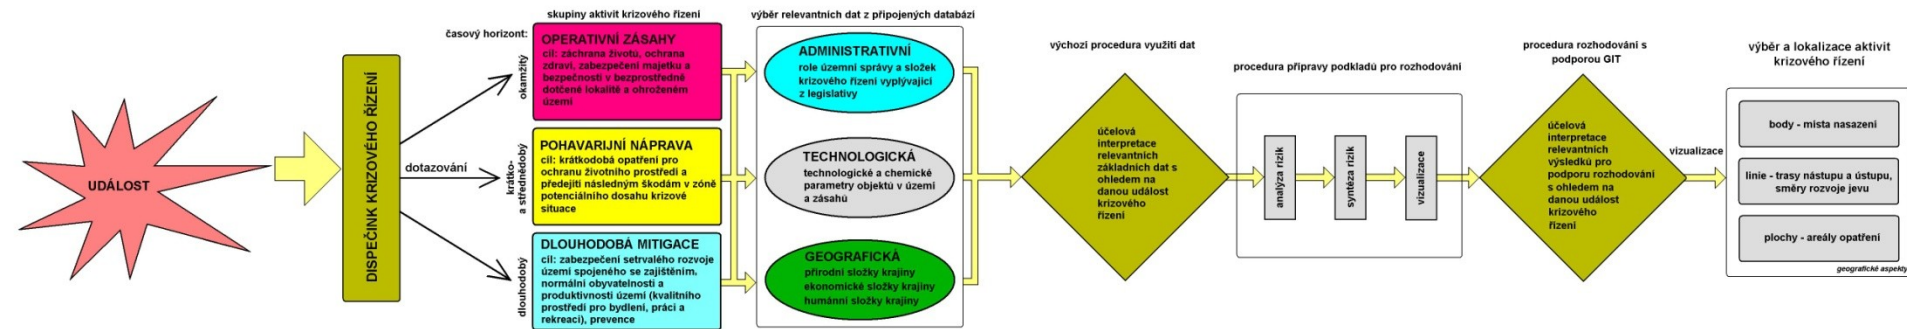 UDÁLOST
DISPEČINK KRIZOVÉHO ŘÍZENÍ
dotazování
časový horizont:
okamžitý
krátko-
a střednědobý
dlouhodobý
skupiny aktivit krizového řízení
OPERATIVNÍ ZÁSAHY
cíl: záchrana životů, ochrana
zdraví, zabezpečení majetku a
bezpečnosti v bezprostředně
dotčené lokalitě a ohroženém
území
POHAVARIJNÍ NÁPRAVA
cíl: krátkodobá opatření pro
ochranu životního prostředí a
předejití následným škodám v zóně
potenciálního dosahu krizové
situace
DLOUHODOBÁ MITIGACE
cíl: zabezpečení setrvalého rozvoje
území spojeného se zajištěním,
normální obyvatelnosti a
produktivnosti území (kvalitního
prostředí pro bydlení, práci a
rekreaci), prevence
výběr relevantních dat z připojených databází
ADMINISTRATIVNÍ
role územní správy a složek
krizového řízení vyplývající
z legislativy
TECHNOLOGICKÁ
technologické a chemické
parametry objektů v území
a zásahů
GEOGRAFICKÁ
přírodní složky krajiny
ekonomické složky krajiny
humánní složky krajiny
výchozí procedura využití dat
účelová
interpretace
relevantních
základních dat s
ohledem na
danou událost
krizového
řízení
procedura přípravy podkladů pro rozhodování
analýza rizik
syntéza rizik
vizualizace
procedura rozhodování s
podporou GIT
účelová
interpretace
relevantních
výsledků pro
podporu rozhodování
s ohledem na
danou událost
krizového
řízení
vizualizace
výběr a lokalizace aktivit
krizového řízení
body - místa nasazení
linie - trasy nástupu a ústupu,
směry rozvoje jevu
plochy - areály opatření
geografické aspekty